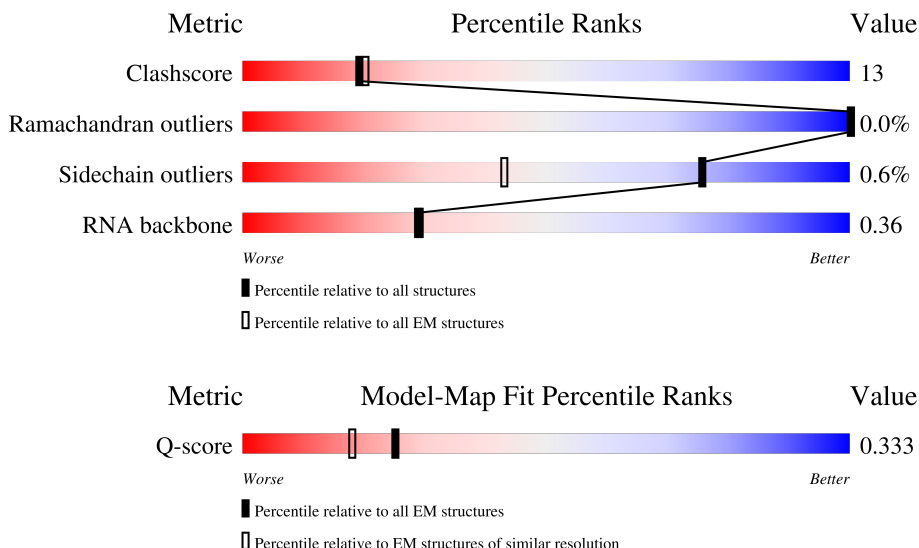 Metric Percentile Ranks Value
Clashscore 13
Ramachandran outliers 0.0%
Sidechain outliers 0.6%
RNA backbone 0.36
Worse Better
Percentile relative to all structures
Percentile relative to all EM structures
Metric Model-Map Fit Percentile Ranks Value
Q-score 0.333
Worse Better
Percentile relative to all EM structures
Percentile relative to EM structures of similar resolution